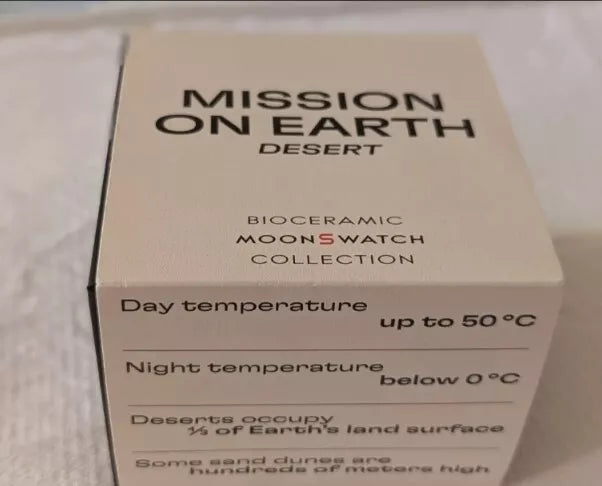 MISSION
ON EARTH
DESERT
BIOCERAMIC
MOONSWATCH
COLLECTION
Day temperature
up to 50 °C
Night temperature
below 0 °C
Deserts occupy
⅓ of Earth's land surface
Some sand dunes are
hundreds of meters high